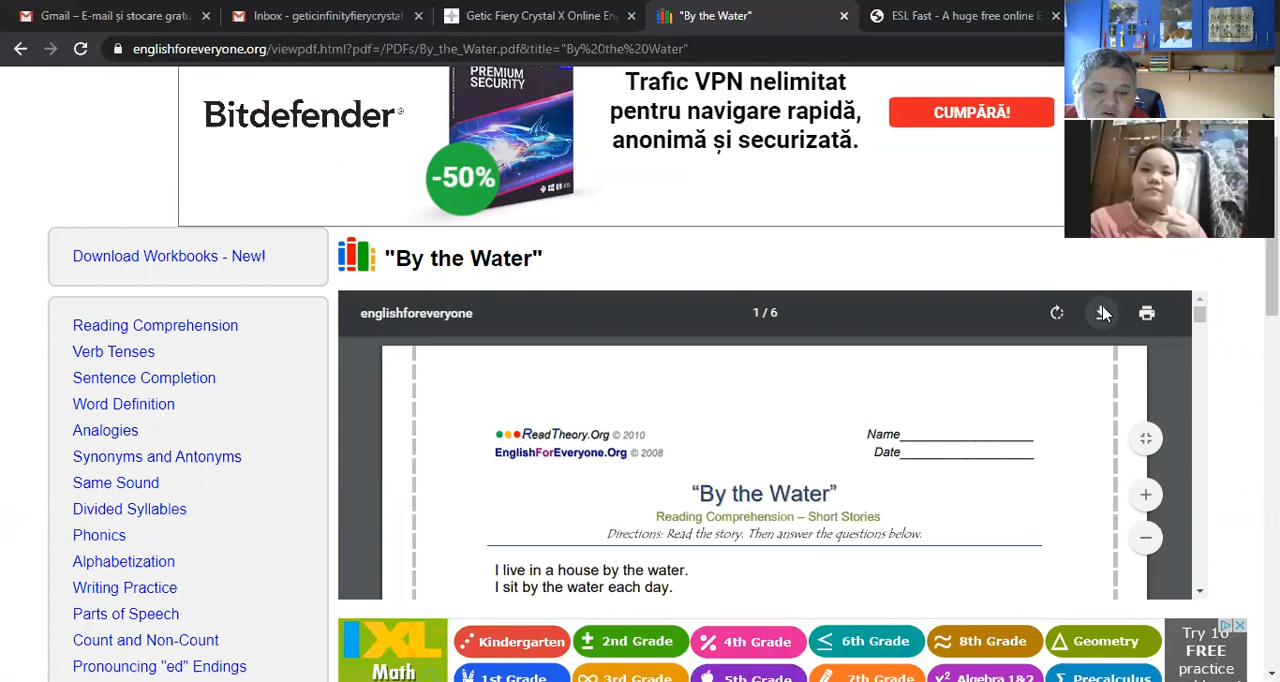 Gmail – E-mail și stocare gratu
Inbox - geticinfinityfierycrystal
Getic Fiery Crystal X Online En
"By the Water"
ESL Fast - A huge free online E
englishforeveryone.org/viewpdf.html?pdf=/PDFs/By_the_Water.pdf&title="By%20the%20Water"
Bitdefender
PREMIUM
SECURITY
-50%
Trafic VPN nelimitat
pentru navigare rapidă,
anonimă și securizată.
CUMPĂRĂ!
Download Workbooks - New!
Reading Comprehension
Verb Tenses
Sentence Completion
Word Definition
Analogies
Synonyms and Antonyms
Same Sound
Divided Syllables
Phonics
Alphabetization
Writing Practice
Parts of Speech
Count and Non-Count
Pronouncing "ed" Endings
"By the Water"
englishforeveryone
1 / 6
ReadTheory.Org © 2010
EnglishForEveryone.Org © 2008
Name____________________
Date____________________
“By the Water”
Reading Comprehension – Short Stories
Directions: Read the story. Then answer the questions below.
I live in a house by the water.
I sit by the water each day.
IXL
Math
Kindergarten
2nd Grade
4th Grade
6th Grade
8th Grade
Geometry
1st Grade
3rd Grade
5th Grade
7th Grade
Algebra 1&2
Precalculus
Try 10
FREE
practice